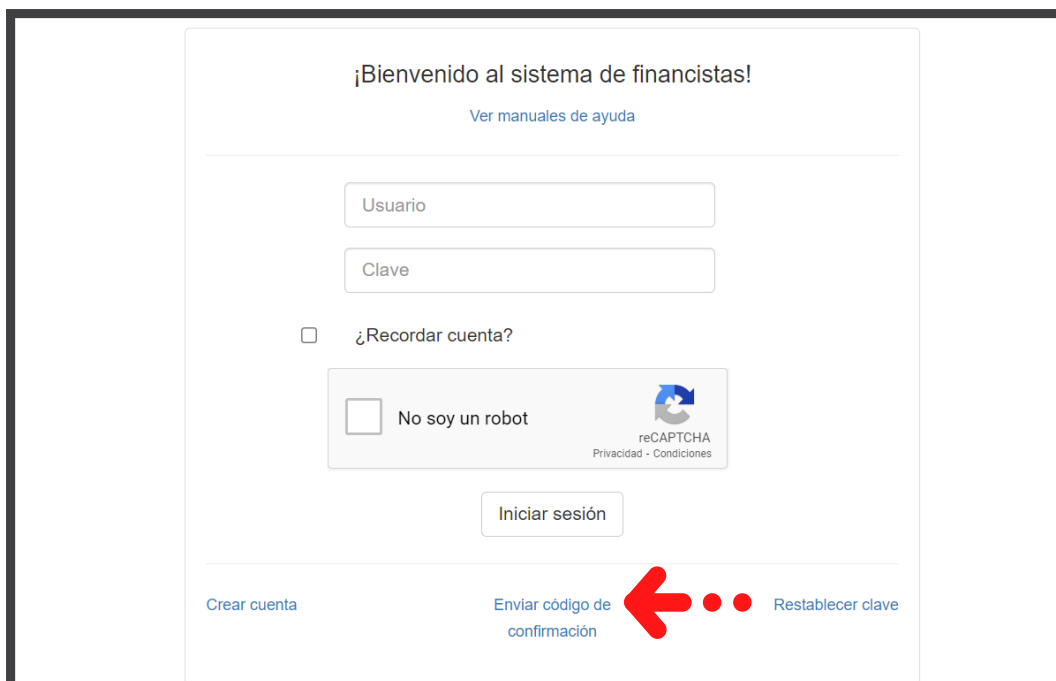 ¡Bienvenido al sistema de financistas!
Ver manuales de ayuda
Usuario
Clave
¿Recordar cuenta?
No soy un robot
reCAPTCHA
Privacidad - Condiciones
Iniciar sesión
Crear cuenta
Enviar código de
confirmación
Restablecer clave